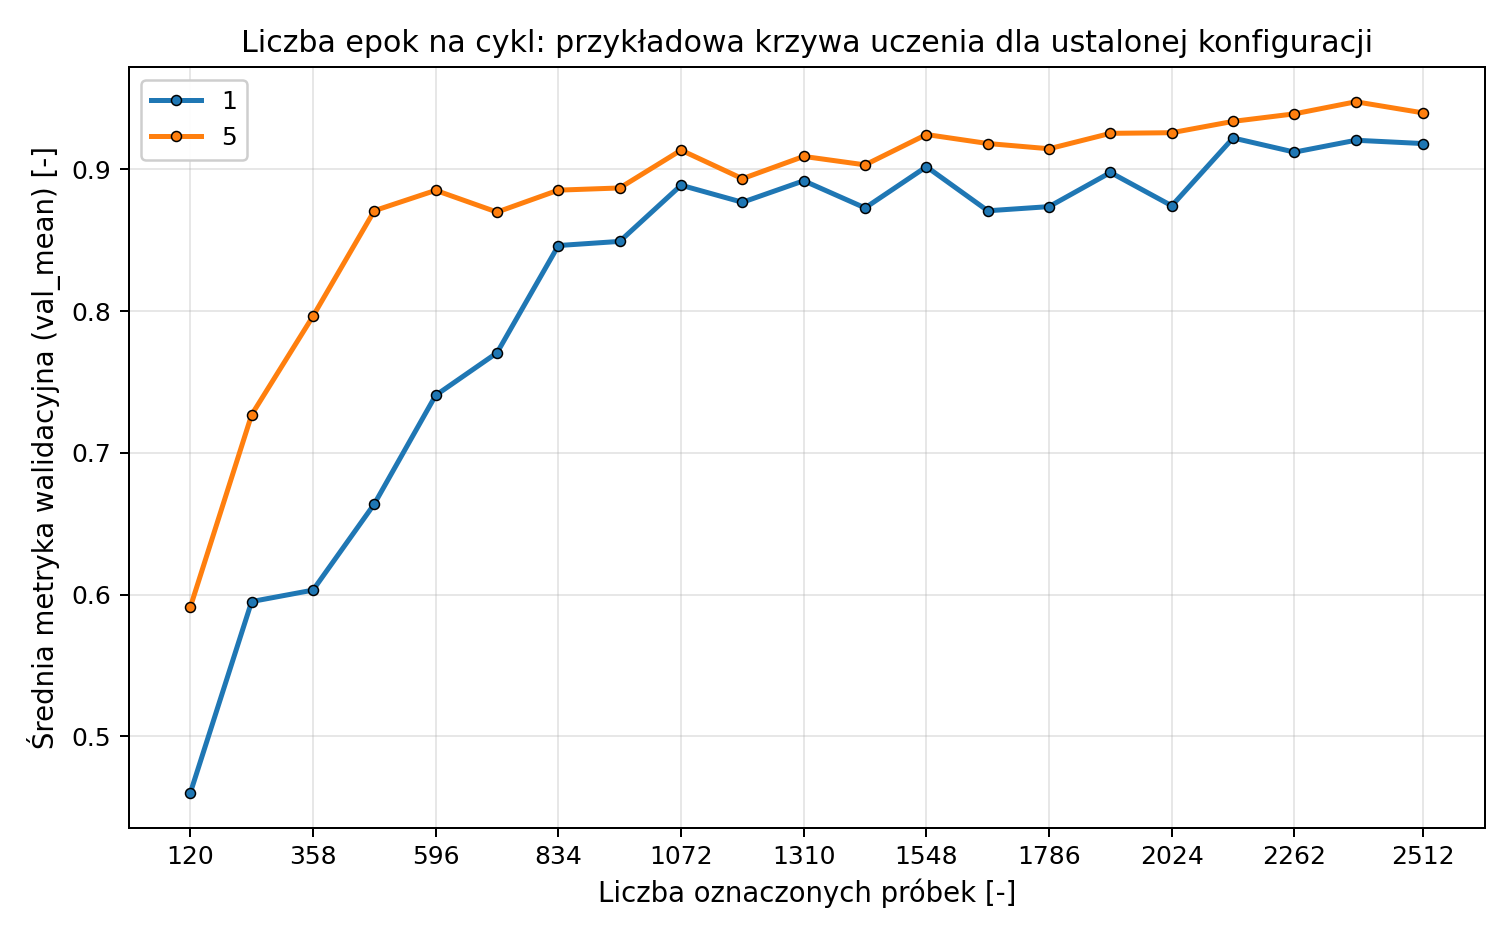 Liczba epok na cykl: przykładowa krzywa uczenia dla ustalonej konfiguracji
1
5
Średnia metryka walidacyjna (val_mean) [-]
0.9
0.8
0.7
0.6
0.5
120 358 596 834 1072 1310 1548 1786 2024 2262 2512
Liczba oznaczonych próbek [-]